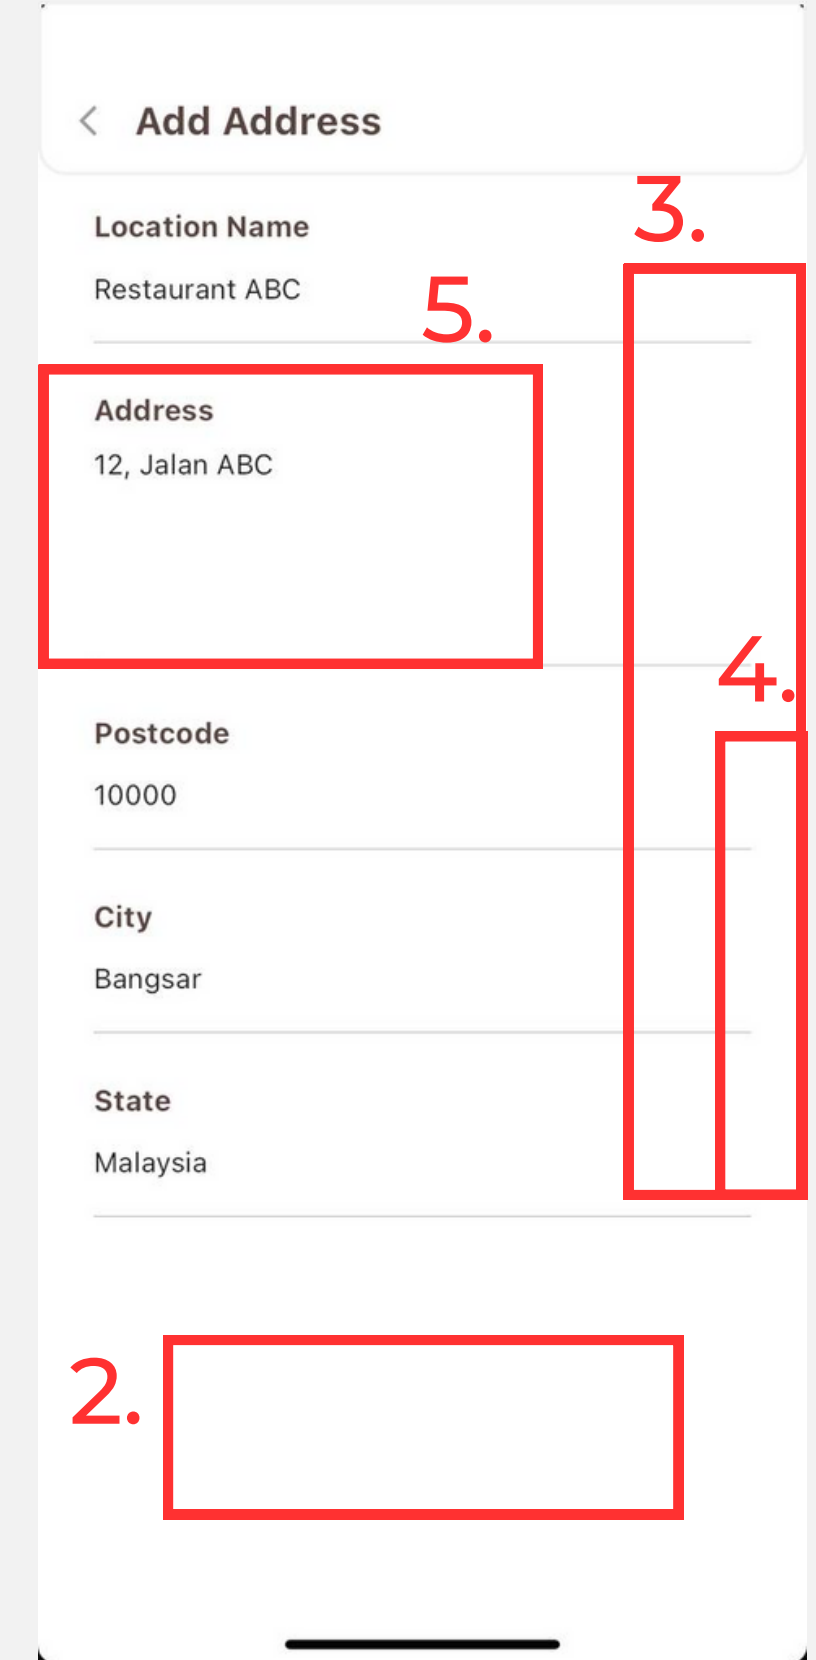 Add Address
3.
Location Name
Restaurant ABC
5.
Address
12, Jalan ABC
4.
Postcode
10000
City
Bangsar
State
Malaysia
2.